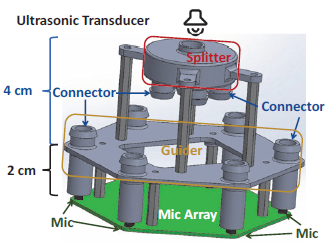 Ultrasonic Transducer
Splitter
4 cm
Connector
Connector
Guider
2 cm
Mic Array
Mic
Mic